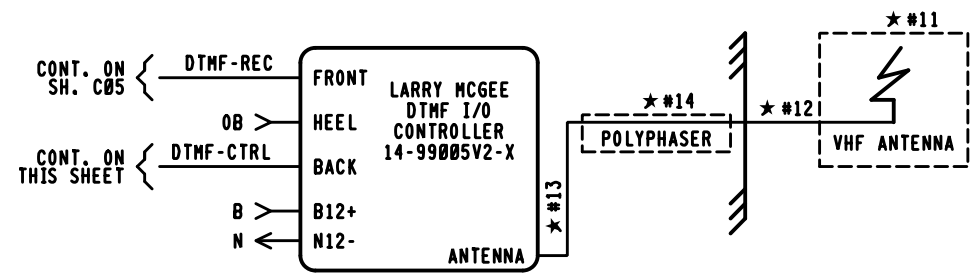 ★ #11
DTMF-REC
CONT. ON
SH. C05
FRONT
LARRY MCGEE
DTMF I/O
CONTROLLER
14-99005V2-X
★ #14
★ #12
OB
HEEL
POLYPHASER
VHF ANTENNA
DTMF-CTRL
CONT. ON
THIS SHEET
BACK
★ #13
B
B12+
N
N12-
ANTENNA